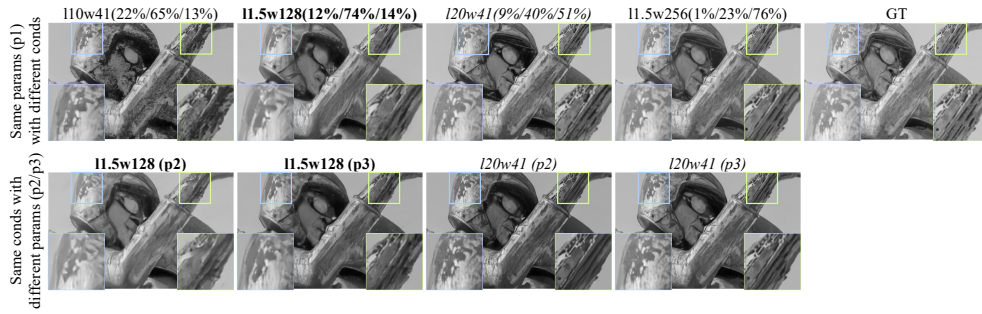 l10w41(22%/65%/13%)
l1.5w128(12%/74%/14%)
l20w41(9%/40%/51%)
l1.5w256(1%/23%/76%)
GT
Same params (p1)
with different conds
l1.5w128 (p2)
l1.5w128 (p3)
l20w41 (p2)
l20w41 (p3)
Same conds with
different params (p2/p3)